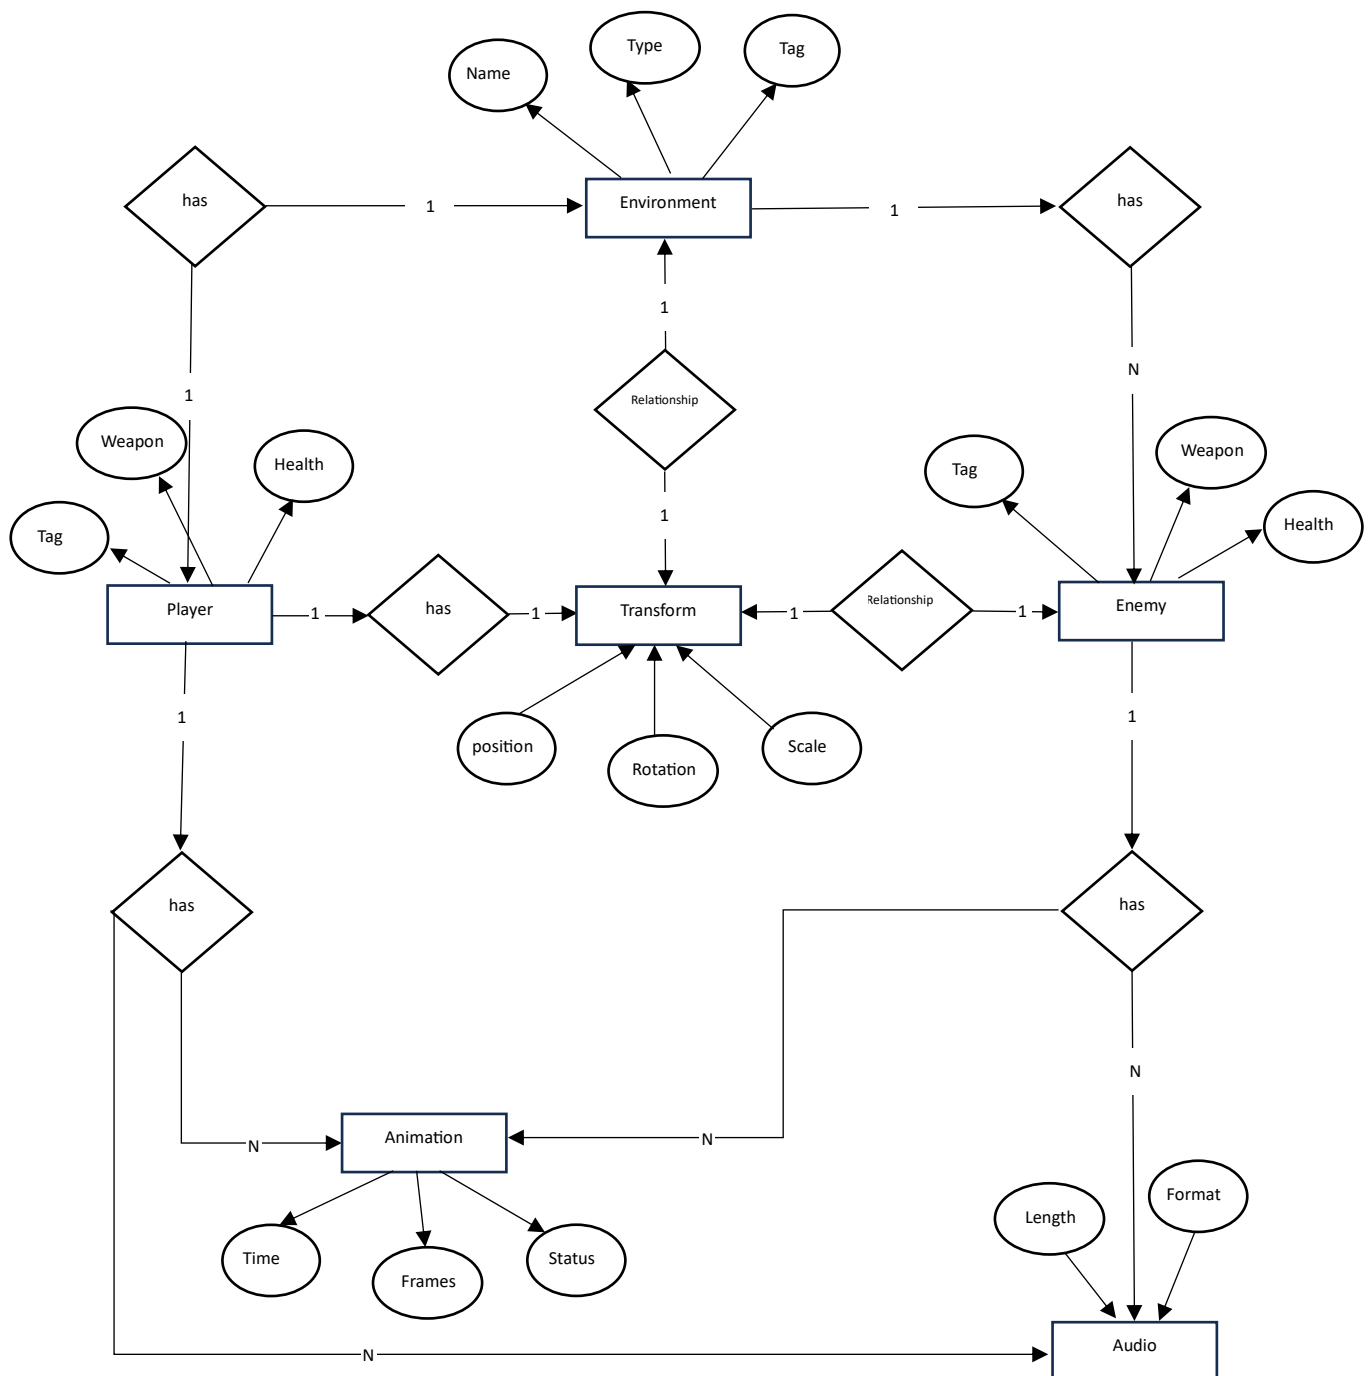 Type
Tag
Name
has
Environment
has
1
1
1
N
1
Relationship
Weapon
Health
Tag
Weapon
Tag
Health
1
Player
1
has
1
Transform
1
Relationship
1
Enemy
1
1
position
Rotation
Scale
has
has
N
Animation
N
N
Time
Frames
Status
Length
Format
Audio
N